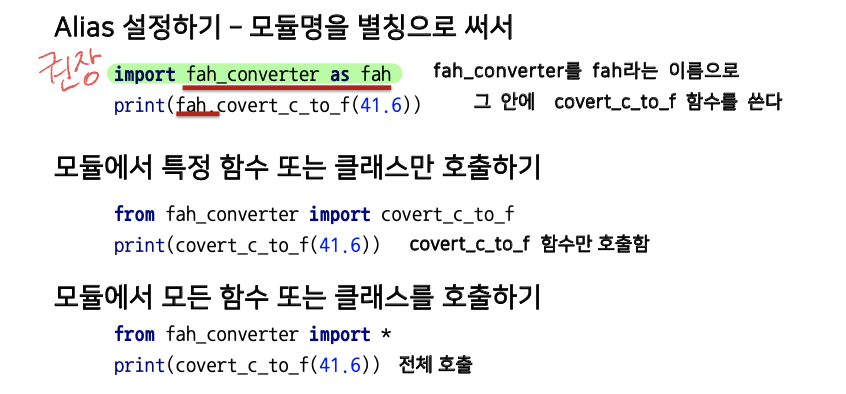 Alias 설정하기 – 모듈명을 별칭으로 써서
권장
import fah_converter as fah
fah_converter를 fah라는 이름으로
print(fah.covert_c_to_f(41.6))
그 안에 covert_c_to_f 함수를 쓴다
모듈에서 특정 함수 또는 클래스만 호출하기
from fah_converter import covert_c_to_f
print(covert_c_to_f(41.6))
covert_c_to_f 함수만 호출함
모듈에서 모든 함수 또는 클래스를 호출하기
from fah_converter import *
print(covert_c_to_f(41.6))
전체 호출